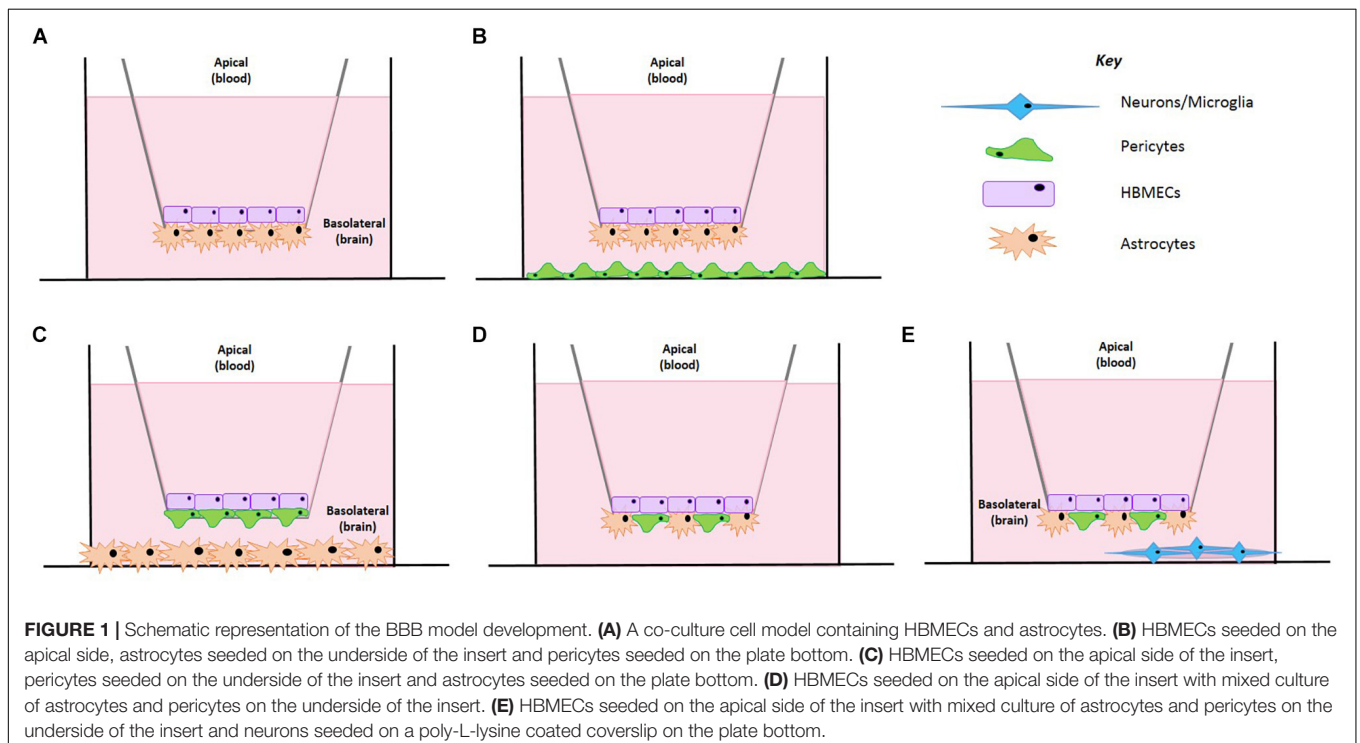 A
Apical
(blood)
Basolateral
(brain)
B
Apical
(blood)
Key
Neurons/Microglia
Pericytes
HBMECs
Astrocytes
C
Apical
(blood)
Basolateral
(brain)
D
Apical
(blood)
E
Apical
(blood)
Basolateral
(brain)
FIGURE 1 | Schematic representation of the BBB model development. (A) A co-culture cell model containing HBMECs and astrocytes. (B) HBMECs seeded on the
apical side, astrocytes seeded on the underside of the insert and pericytes seeded on the plate bottom. (C) HBMECs seeded on the apical side of the insert,
pericytes seeded on the underside of the insert and astrocytes seeded on the plate bottom. (D) HBMECs seeded on the apical side of the insert with mixed culture
of astrocytes and pericytes on the underside of the insert. (E) HBMECs seeded on the apical side of the insert with mixed culture of astrocytes and pericytes on the
underside of the insert and neurons seeded on a poly-L-lysine coated coverslip on the plate bottom.